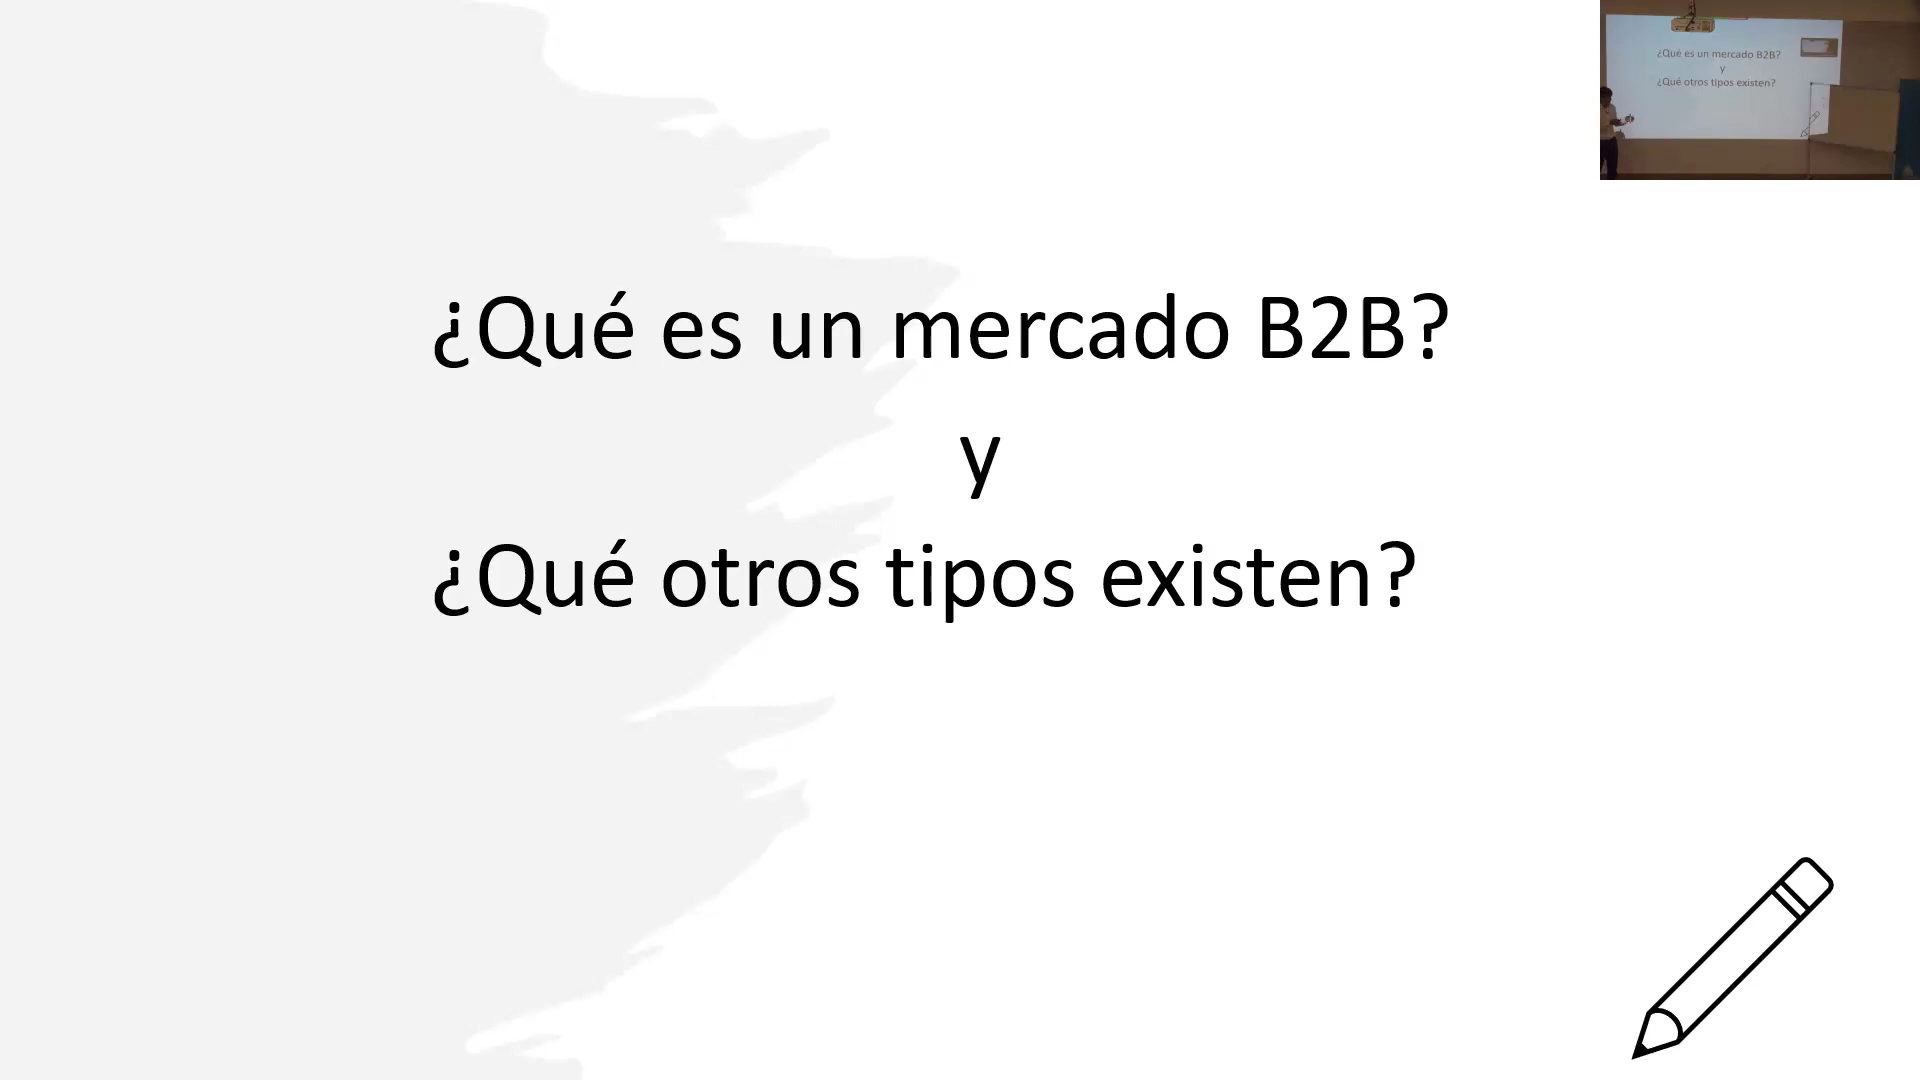 ¿Qué es un mercado B2B?
y
¿Qué otros tipos existen?
¿Qué es un mercado B2B?
y
¿Qué otros tipos existen?